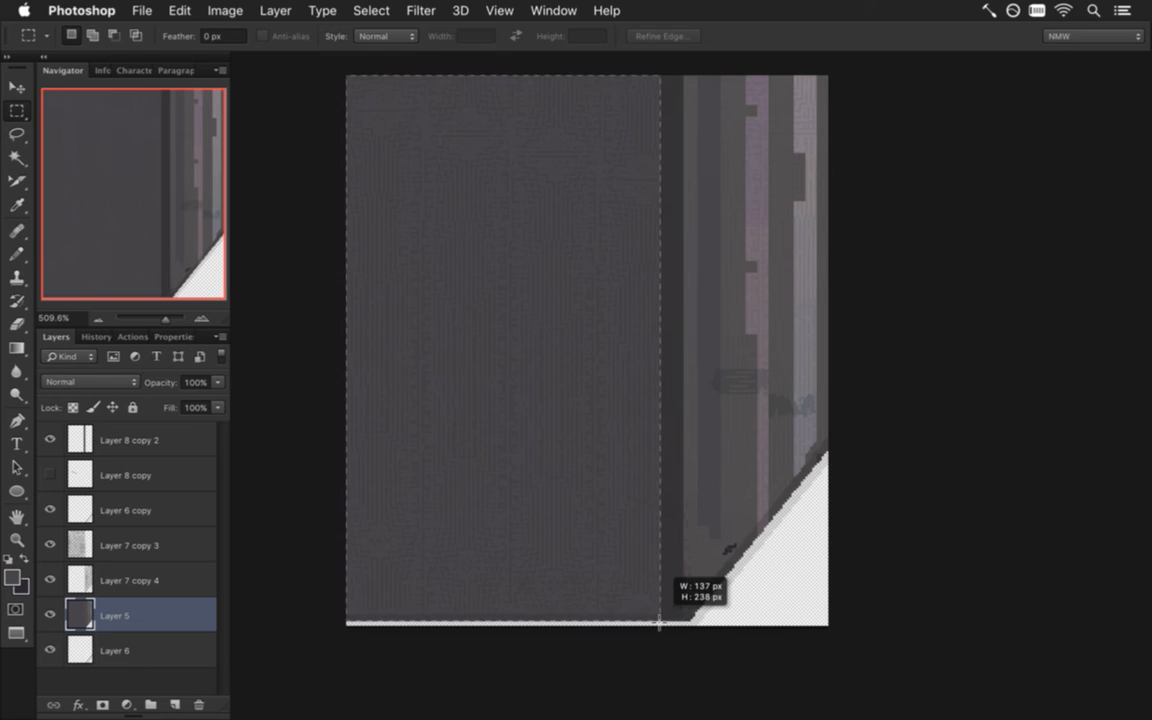 Photoshop File Edit Image Layer Type Select Filter 3D View Window Help
Feather: 0 px Anti-alias Style: Normal Width: Height: Refine Edge... NMW
Navigator Info Characte Paragrap
509.6%
Layers History Actions Propertie
Kind
Normal Opacity: 100%
Lock: Fill: 100%
Layer 8 copy 2
Layer 8 copy
Layer 6 copy
Layer 7 copy 3
Layer 7 copy 4
Layer 5
Layer 6
fx
W: 137 px
H: 238 px